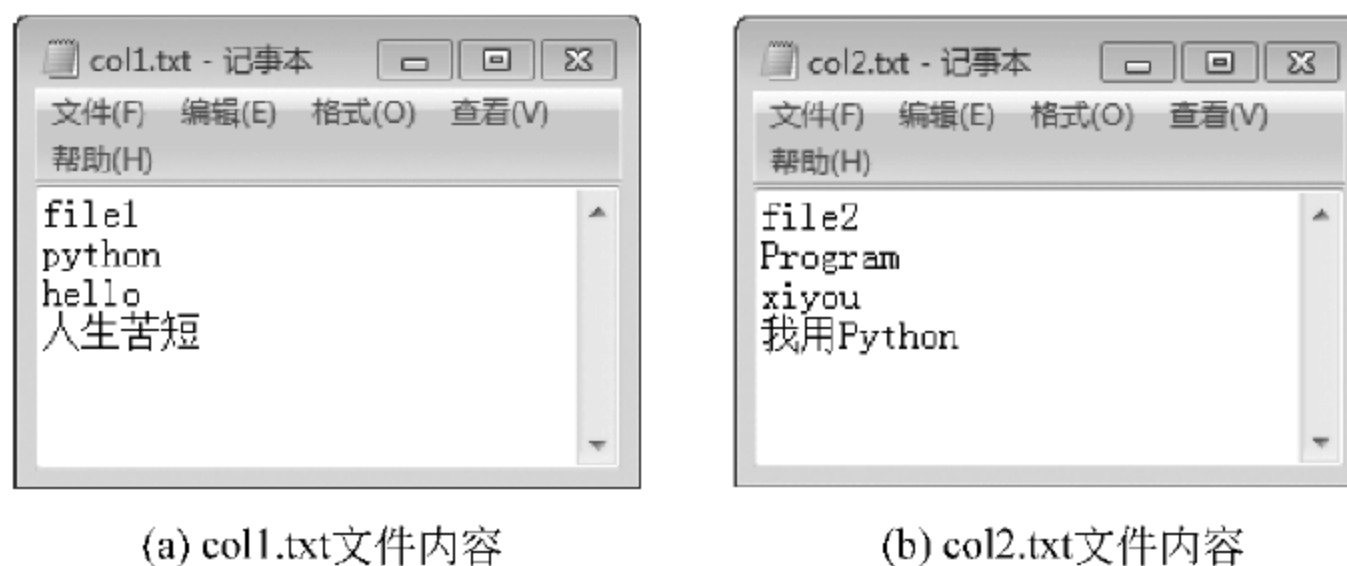 col1.txt - 记事本
文件(F) 编辑(E) 格式(O) 查看(V)
帮助(H)
file1
python
hello
人生苦短
(a) col1.txt文件内容
col2.txt - 记事本
文件(F) 编辑(E) 格式(O) 查看(V)
帮助(H)
file2
Program
xiyou
我用Python
(b) col2.txt文件内容